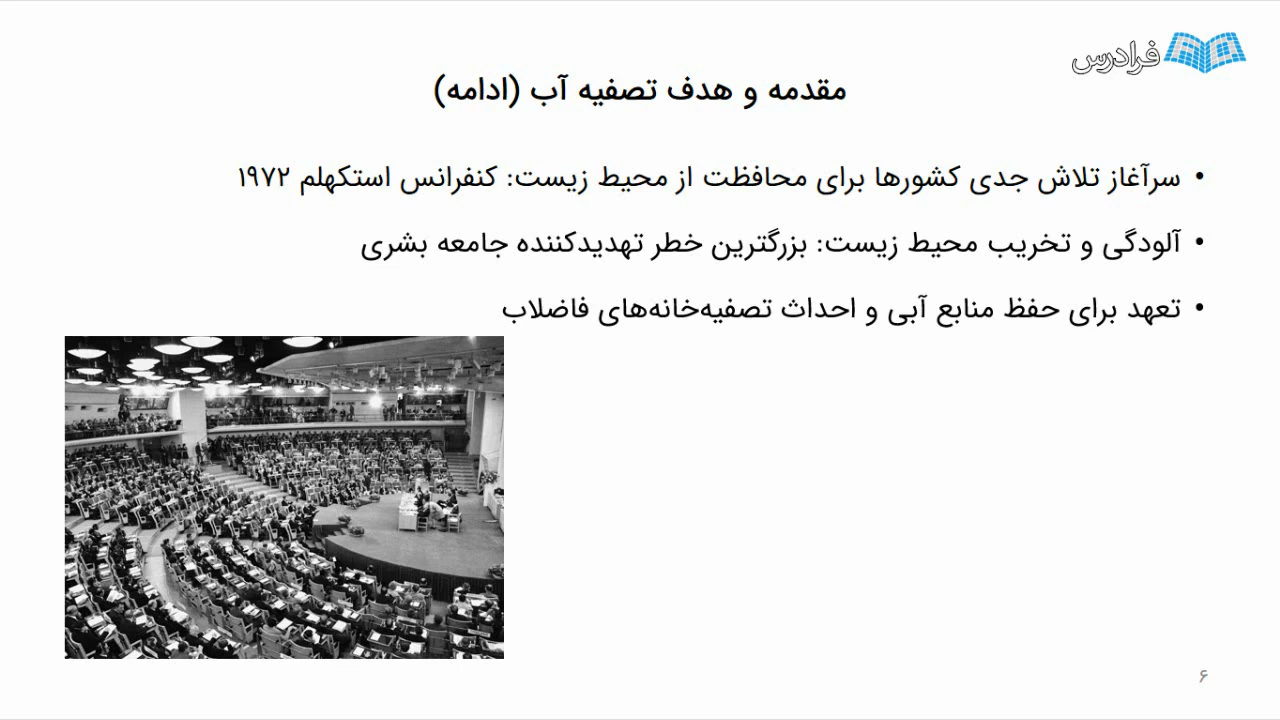 فرادرس
مقدمه و هدف تصفیه آب (ادامه)
• سرآغاز تلاش جدی کشورها برای محافظت از محیط زیست: کنفرانس استکهلم ۱۹۷۲
• آلودگی و تخریب محیط زیست: بزرگترین خطر تهدیدکننده جامعه بشری
• تعهد برای حفظ منابع آبی و احداث تصفیه‌خانه‌های فاضلاب
۶